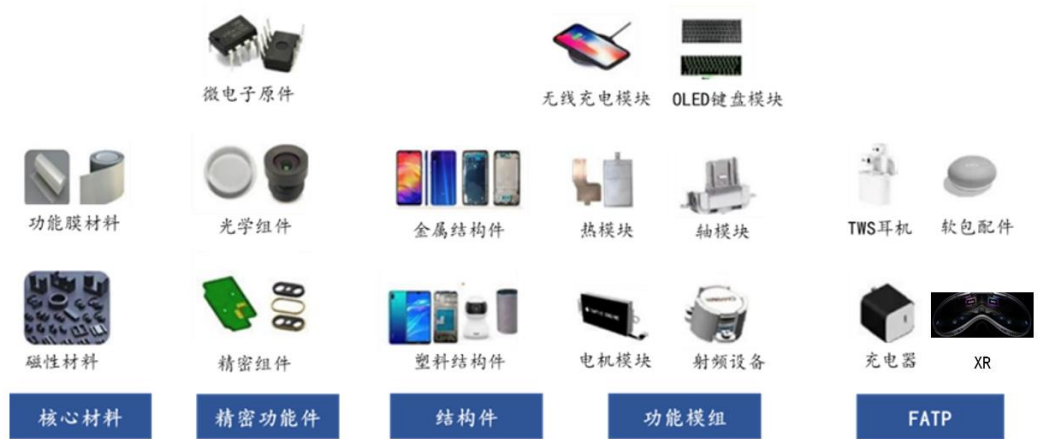 微电子原件
无线充电模块
OLED键盘模块
功能膜材料
光学组件
金属结构件
热模块
轴模块
TWS耳机
软包配件
磁性材料
精密组件
塑料结构件
电机模块
射频设备
充电器
XR
核心材料
精密功能件
结构件
功能模组
FATP